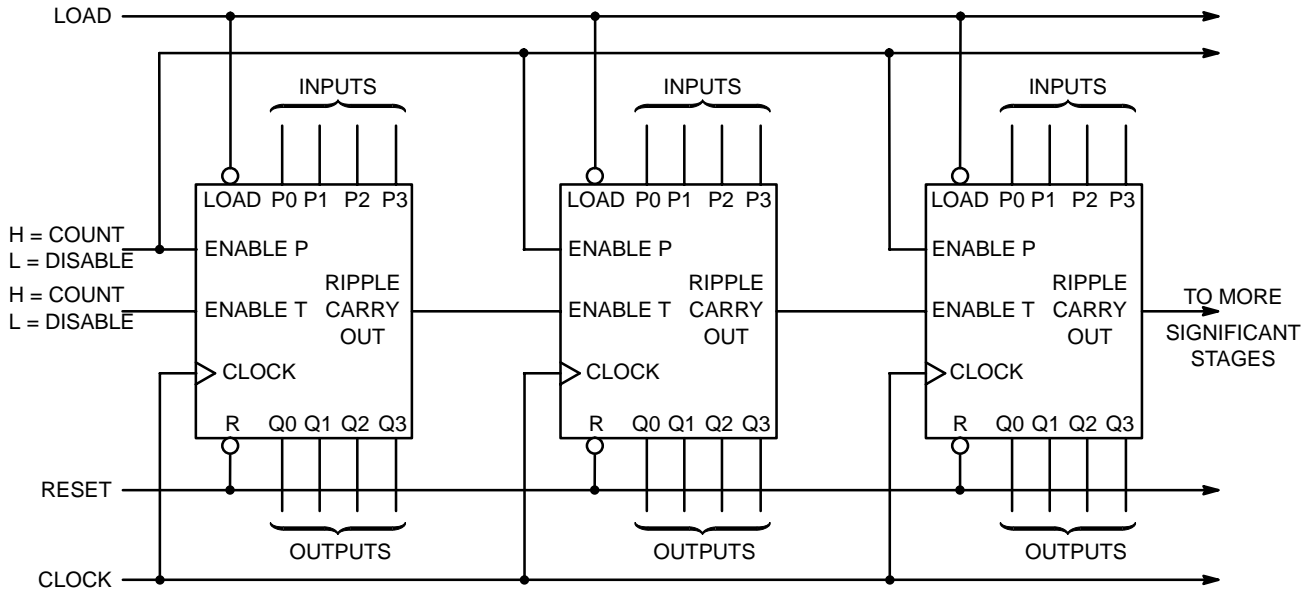 LOAD
INPUTS
INPUTS
INPUTS
LOAD P0 P1 P2 P3
LOAD P0 P1 P2 P3
LOAD P0 P1 P2 P3
H = COUNT
L = DISABLE
ENABLE P
ENABLE P
ENABLE P
H = COUNT
L = DISABLE
ENABLE T
RIPPLE
CARRY
OUT
ENABLE T
RIPPLE
CARRY
OUT
ENABLE T
RIPPLE
CARRY
OUT
TO MORE
SIGNIFICANT
STAGES
CLOCK
CLOCK
CLOCK
R Q0 Q1 Q2 Q3
R Q0 Q1 Q2 Q3
R Q0 Q1 Q2 Q3
RESET
OUTPUTS
OUTPUTS
OUTPUTS
CLOCK